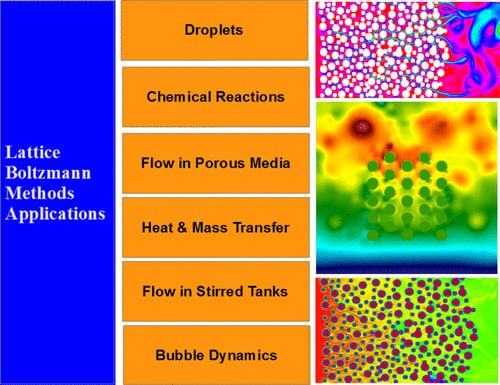 Lattice
Boltzmann
Methods
Applications
Droplets
Chemical Reactions
Flow in Porous Media
Heat & Mass Transfer
Flow in Stirred Tanks
Bubble Dynamics